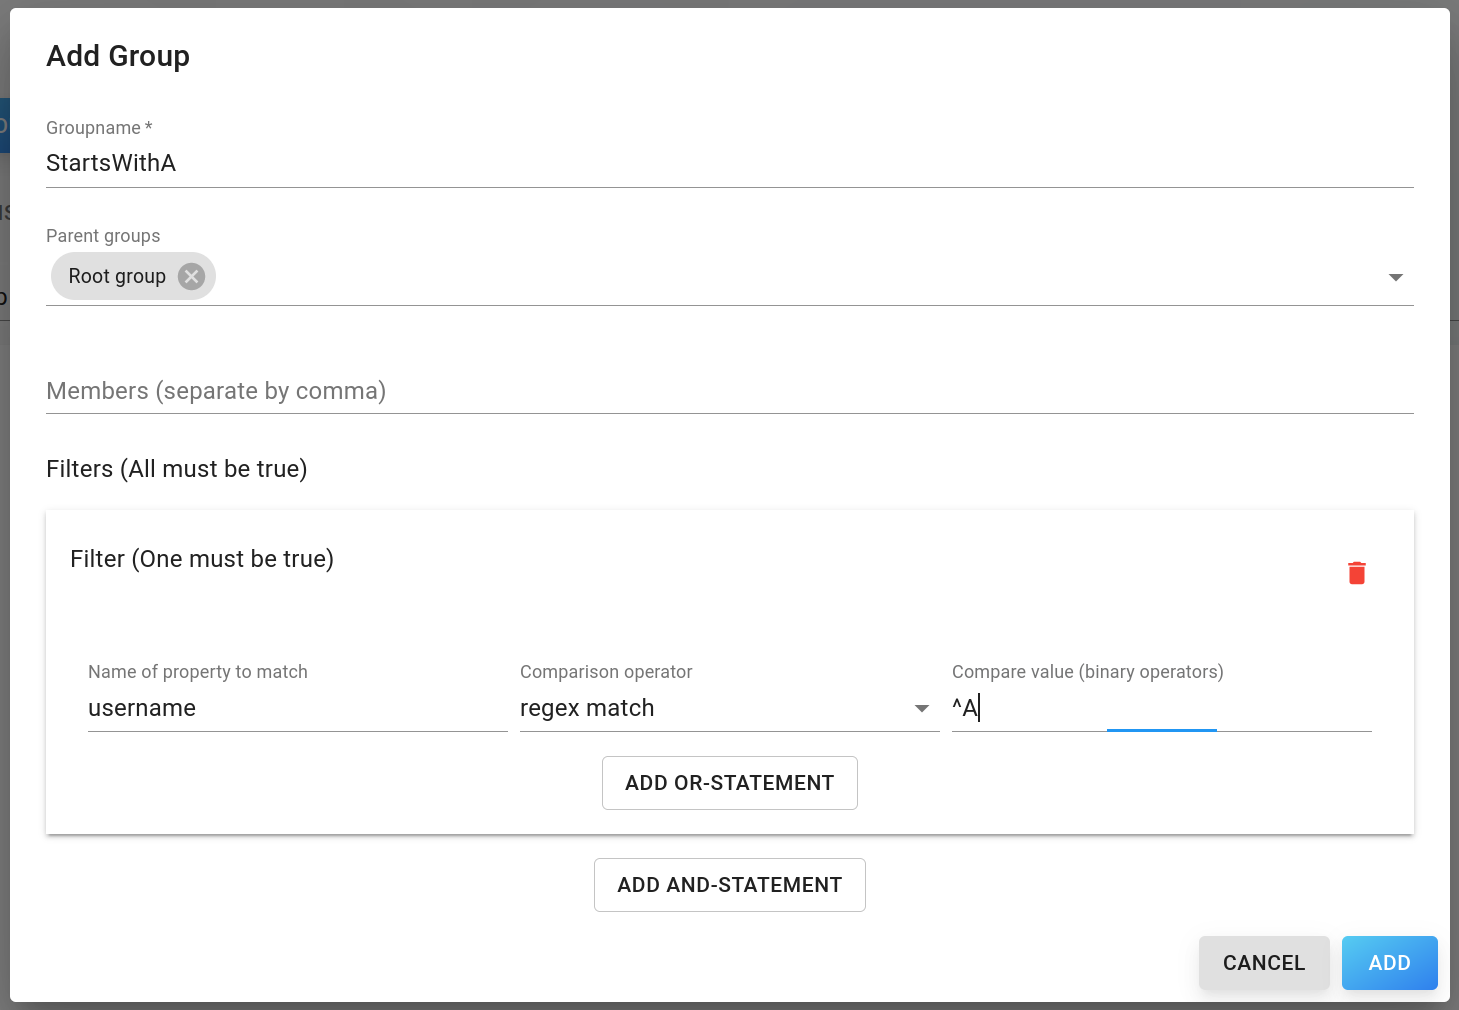 Add Group
Groupname *
StartsWithA
Parent groups
Root group
Members (separate by comma)
Filters (All must be true)
Filter (One must be true)
Name of property to match Comparison operator Compare value (binary operators)
username regex match ^A
ADD OR-STATEMENT
ADD AND-STATEMENT
CANCEL ADD